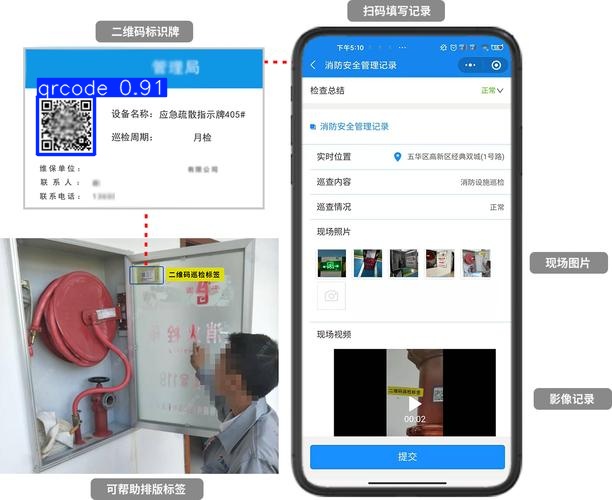 二维码标识牌
管理局
qrcode 0.91
设备名称: 应急疏散指示牌405#
巡检周期: 月检
维保单位: 有限公司
联系人:
联系电话:
二维码巡检标签
消火栓
119
可帮助排版标签
扫码填写记录
下午5:10
消防安全管理记录
检查总结 正常
消防安全管理记录
实时位置 五华区高新区经典双城(1号路)
巡查内容 消防设施巡检
巡查情况 正常
现场照片
现场视频
二维码巡检标签
00:02
提交
现场图片
影像记录